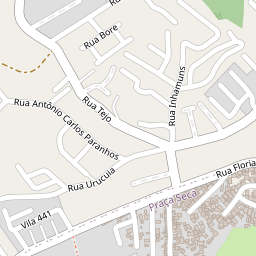 Rua Bore
Rua Inhamuns
Rua Tejo
Rua Antônio Carlos Paranhos
Rua Urucuia
Rua Floria
Praça Seca
Vila 441